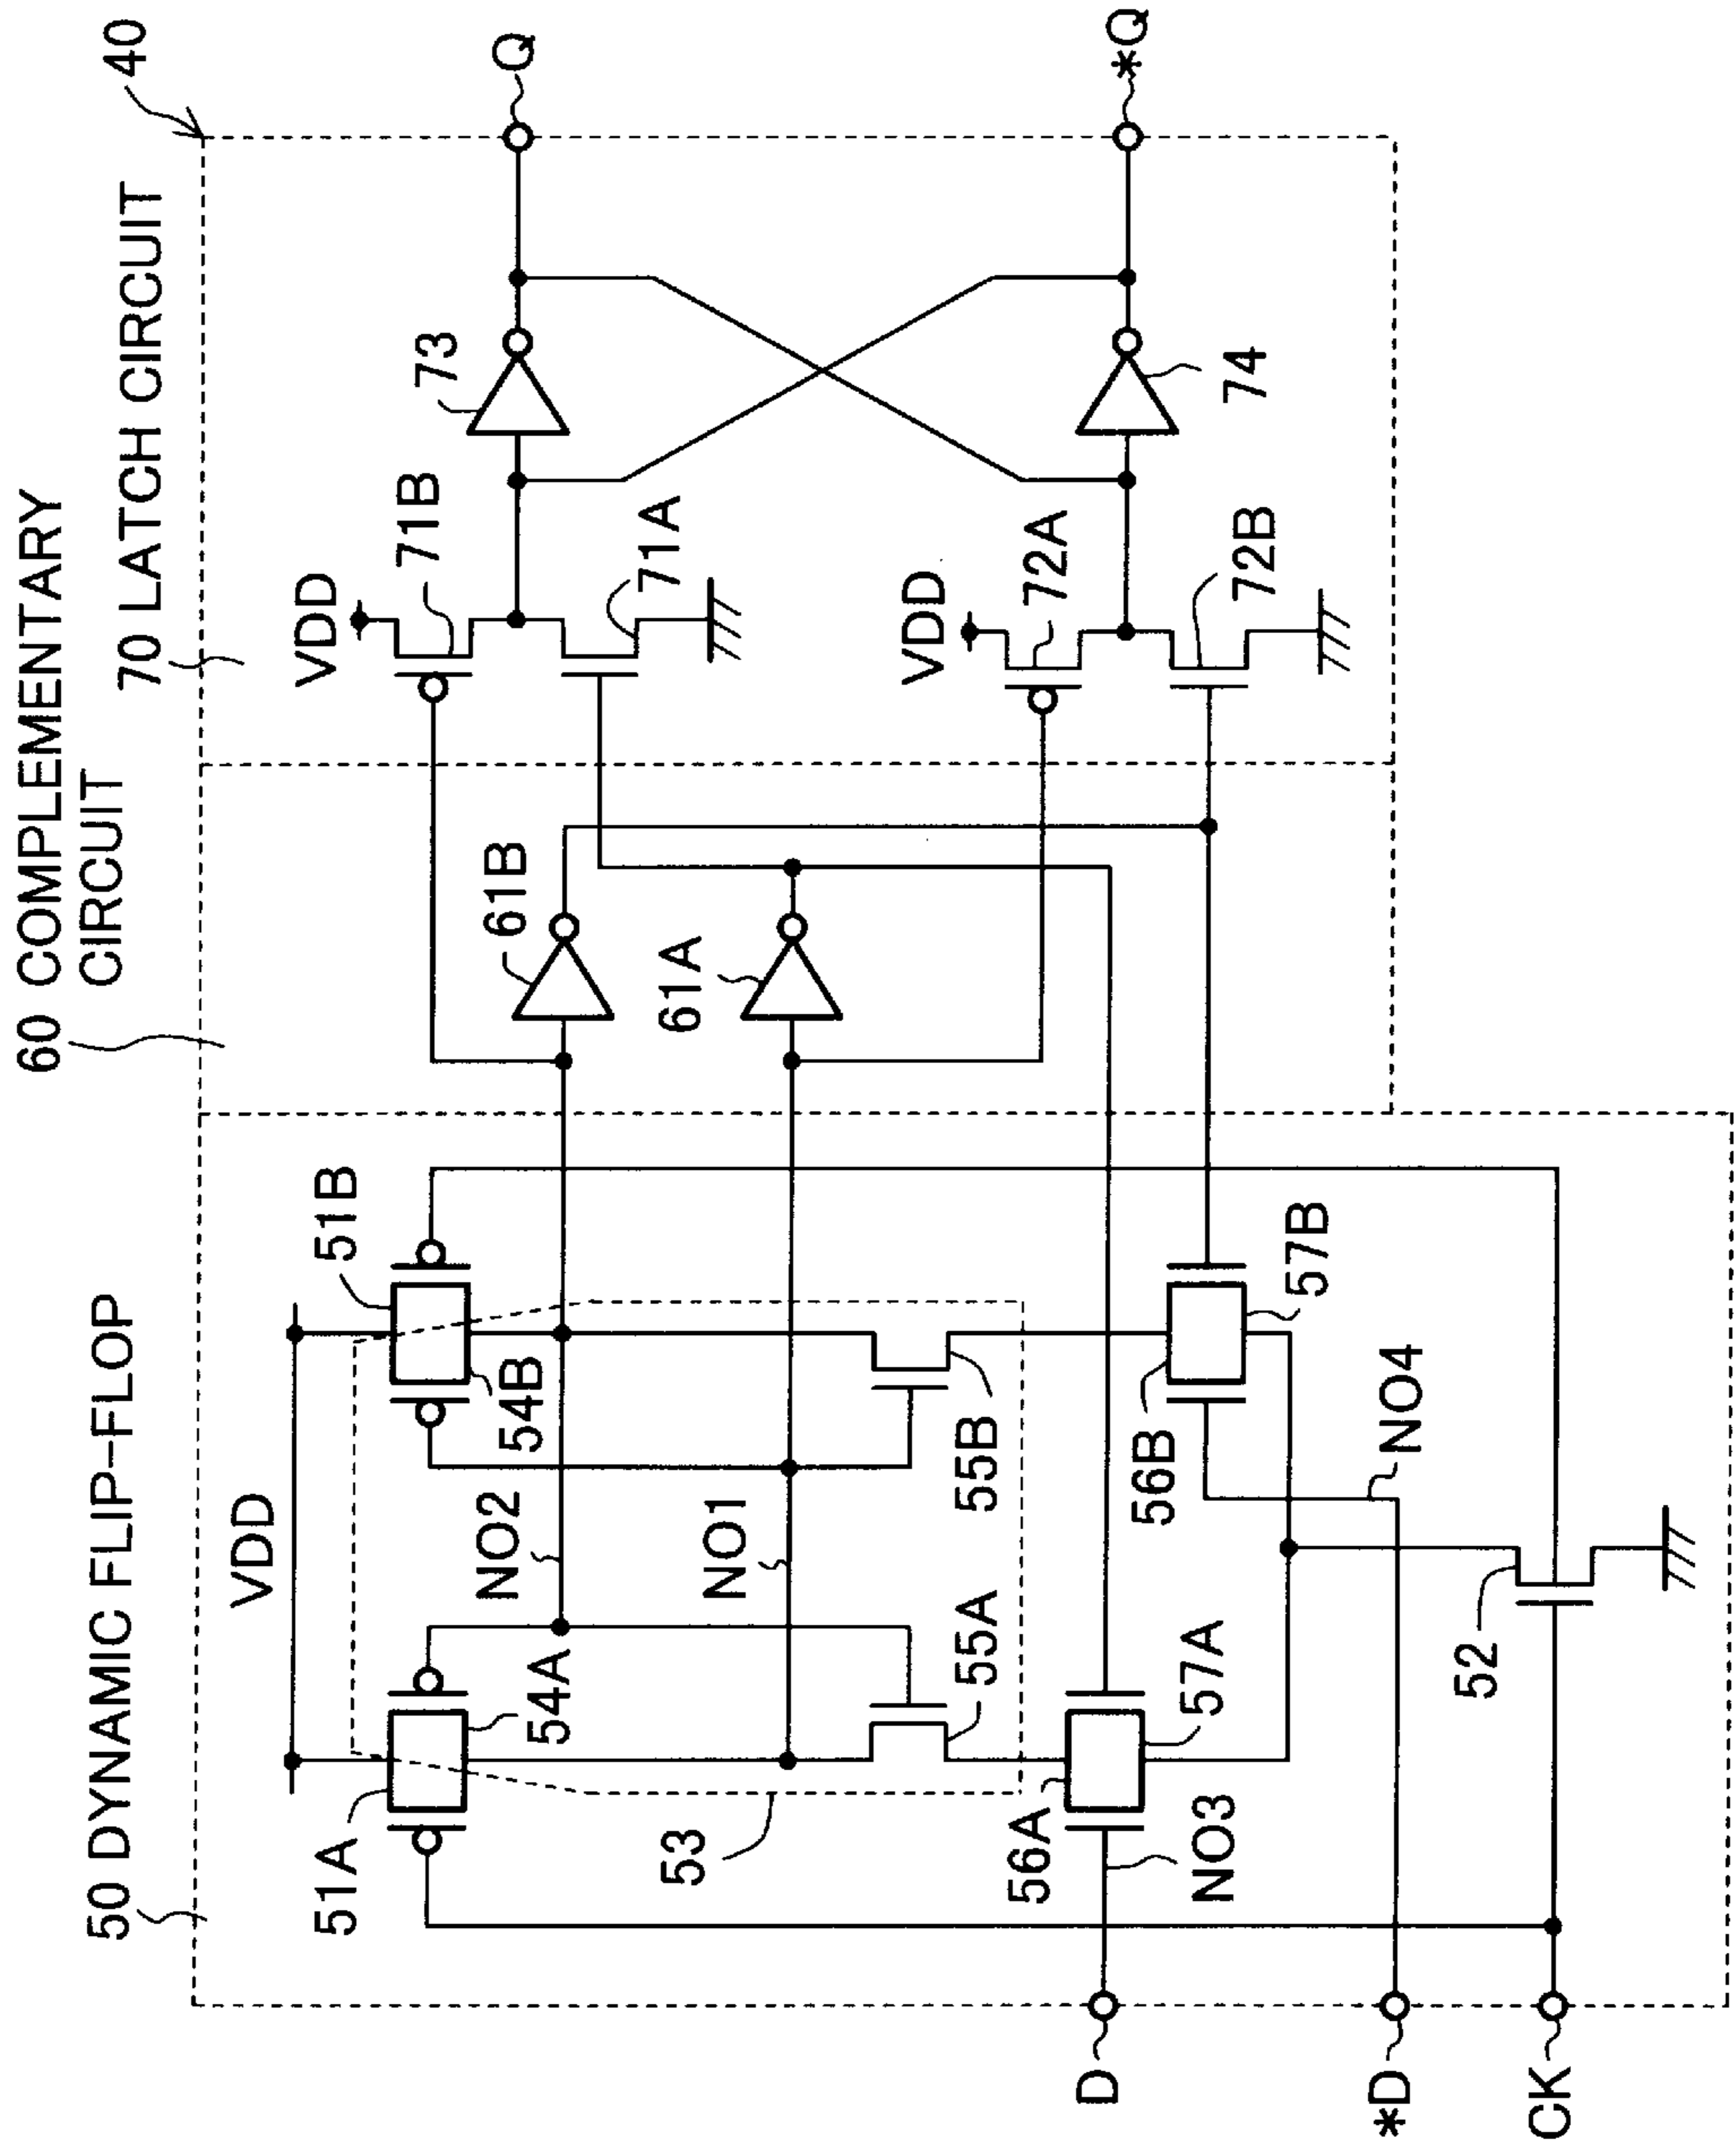 40
60 COMPLEMENTARY
CIRCUIT
70 LATCH CIRCUIT
50 DYNAMIC FLIP-FLOP
VDD
51A
54A
51B
54B
NO2
NO1
53
55A
55B
56A
57A
NO3
56B
57B
NO4
52
D
*D
CK
61B
61A
VDD
71B
71A
VDD
72A
72B
73
74
Q
*Q